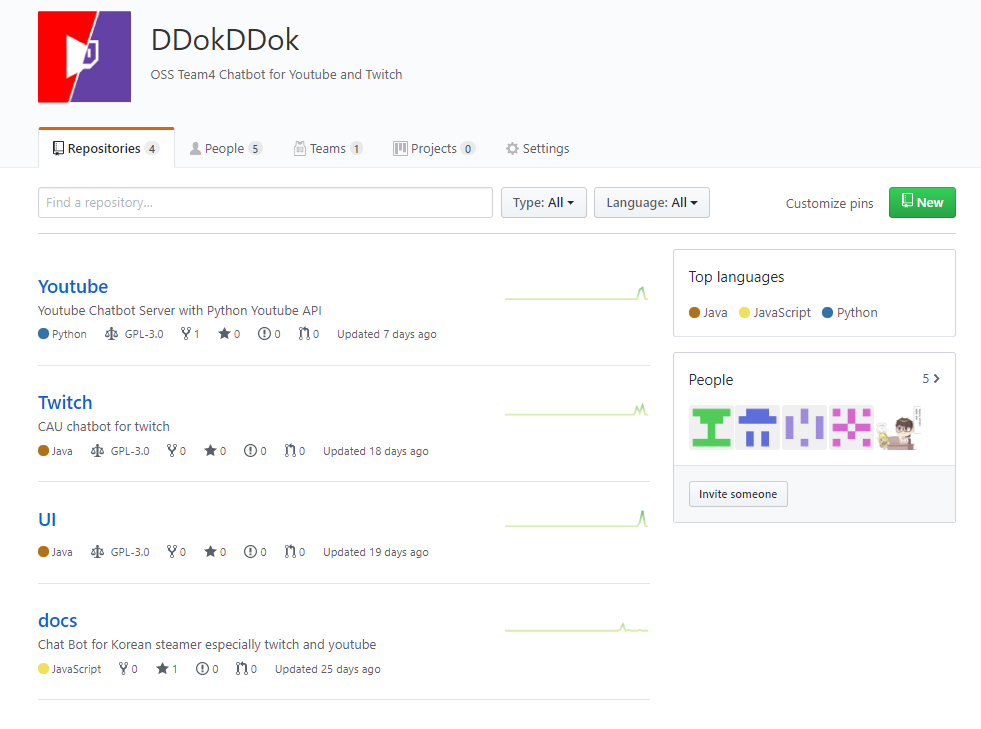 DDokDDok
OSS Team4 Chatbot for Youtube and Twitch
Repositories 4 People 5 Teams 1 Projects 0 Settings
Find a repository... Type: All Language: All Customize pins New
Youtube
Youtube Chatbot Server with Python Youtube API
Python GPL-3.0 1 0 0 0 Updated 7 days ago
Twitch
CAU chatbot for twitch
Java GPL-3.0 0 0 0 0 Updated 18 days ago
UI
Java GPL-3.0 0 0 0 0 Updated 19 days ago
docs
Chat Bot for Korean steamer especially twitch and youtube
JavaScript 0 1 0 0 Updated 25 days ago
Top languages
Java JavaScript Python
People 5
Invite someone